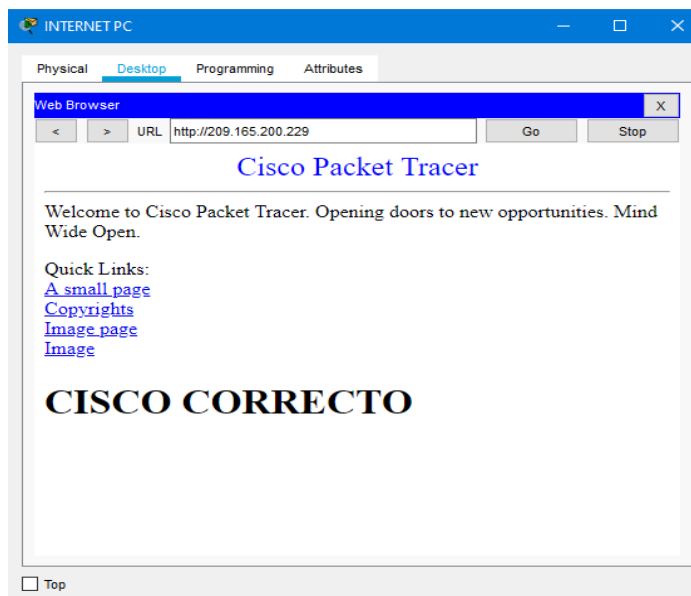 INTERNET PC
Physical Desktop Programming Attributes
Web Browser X
< > URL http://209.165.200.229 Go Stop
Cisco Packet Tracer
Welcome to Cisco Packet Tracer. Opening doors to new opportunities. Mind
Wide Open.
Quick Links:
A small page
Copyrights
Image page
Image
CISCO CORRECTO
Top